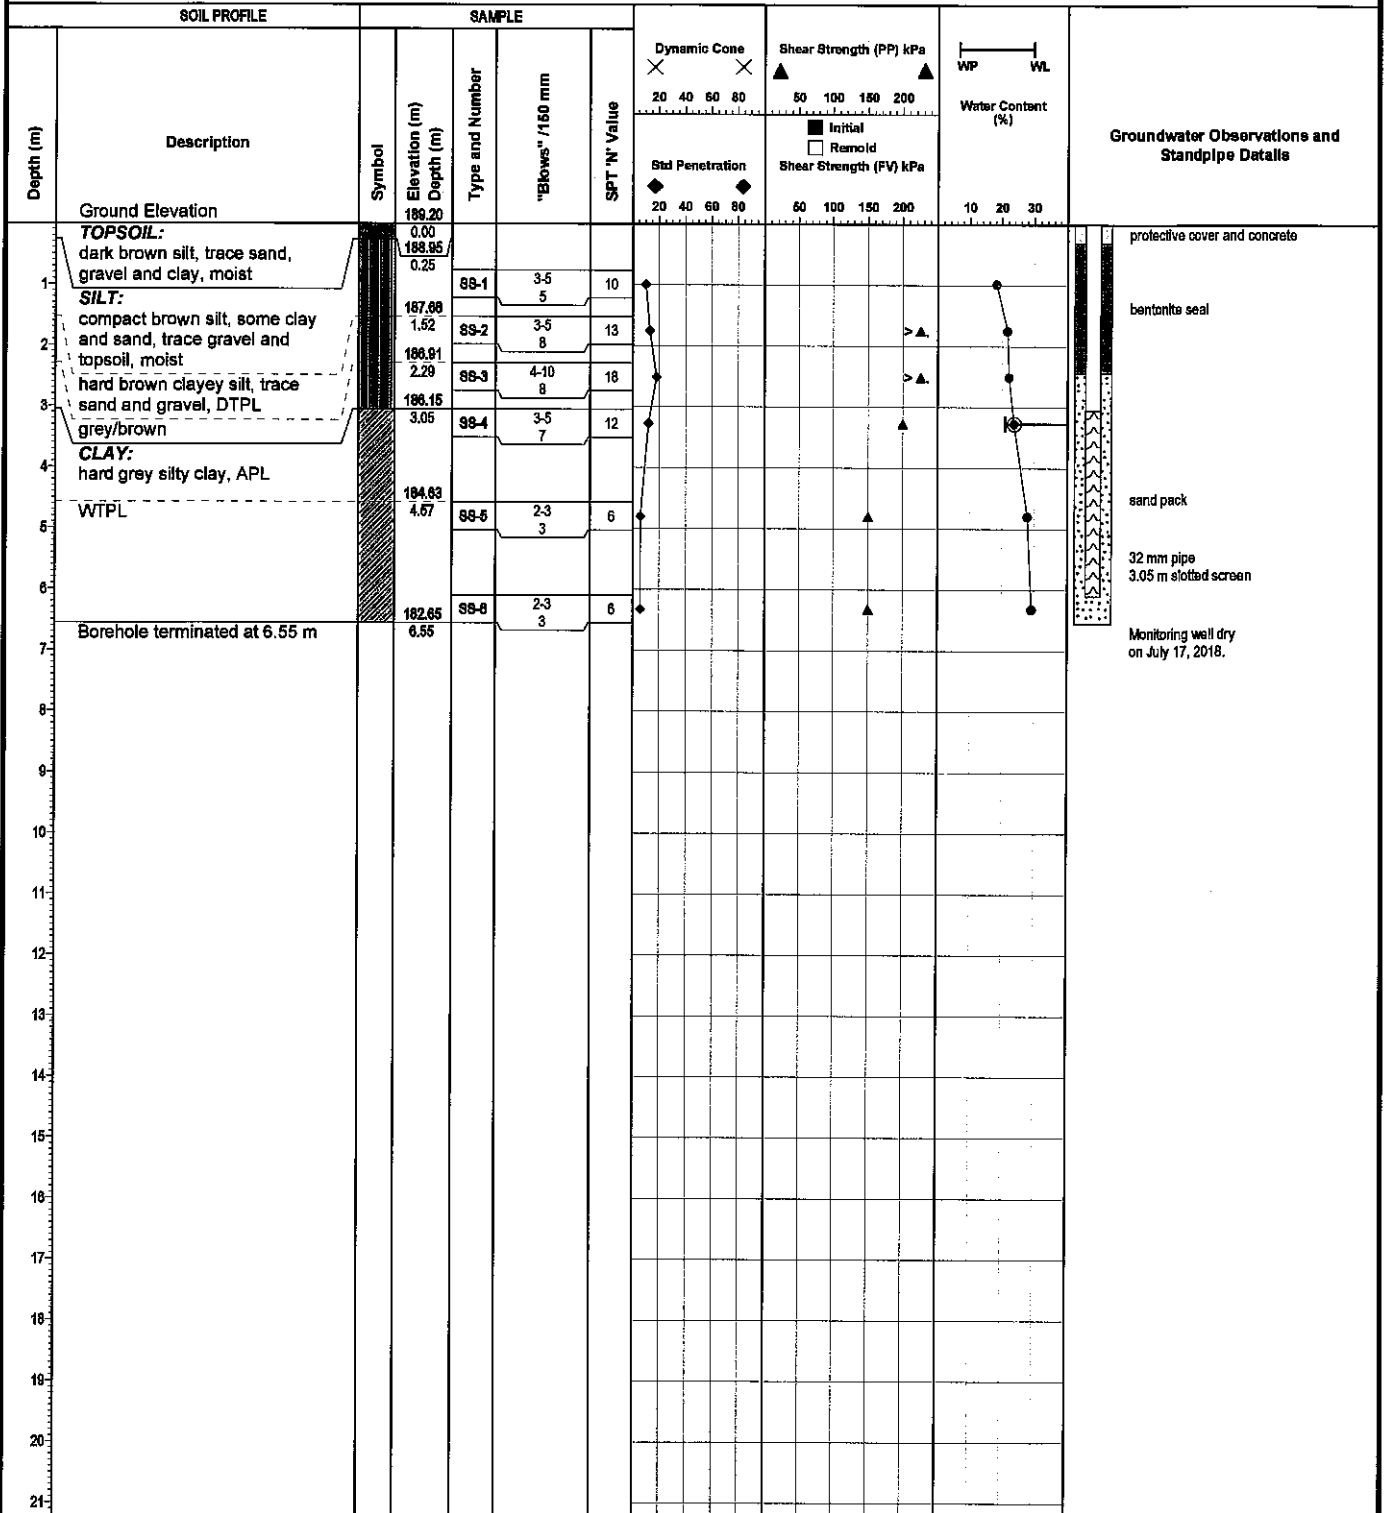 SOIL PROFILE
SAMPLE
Depth (m)
Description
Symbol
Elevation (m)
Depth (m)
Type and Number
"Blows" /150 mm
SPT 'N' Value
Dynamic Cone
20 40 60 80
Std Penetration
20 40 60 80
Shear Strength (PP) kPa
50 100 150 200
Initial
Remold
Shear Strength (FV) kPa
50 100 150 200
WP WL
Water Content
(%)
10 20 30
Groundwater Observations and
Standpipe Details
Ground Elevation
189.20
TOPSOIL:
0.00
dark brown silt, trace sand,
gravel and clay, moist
188.95
0.25
SILT:
compact brown silt, some clay
and sand, trace gravel and
topsoil, moist
187.68
1.52
hard brown clayey silt, trace
sand and gravel, DTPL
186.91
2.29
grey/brown
186.15
3.05
CLAY:
hard grey silty clay, APL
184.63
WTPL
4.57
182.65
Borehole terminated at 6.55 m
6.55
SS-1 3-5 10
5
SS-2 3-5 13
8
SS-3 4-10 18
8
SS-4 3-5 12
7
SS-5 2-3 6
3
SS-6 2-3 6
3
>
>
protective cover and concrete
bentonite seal
sand pack
32 mm pipe
3.05 m slotted screen
Monitoring well dry
on July 17, 2018.
1
2
3
4
5
6
7
8
9
10
11
12
13
14
15
16
17
18
19
20
21